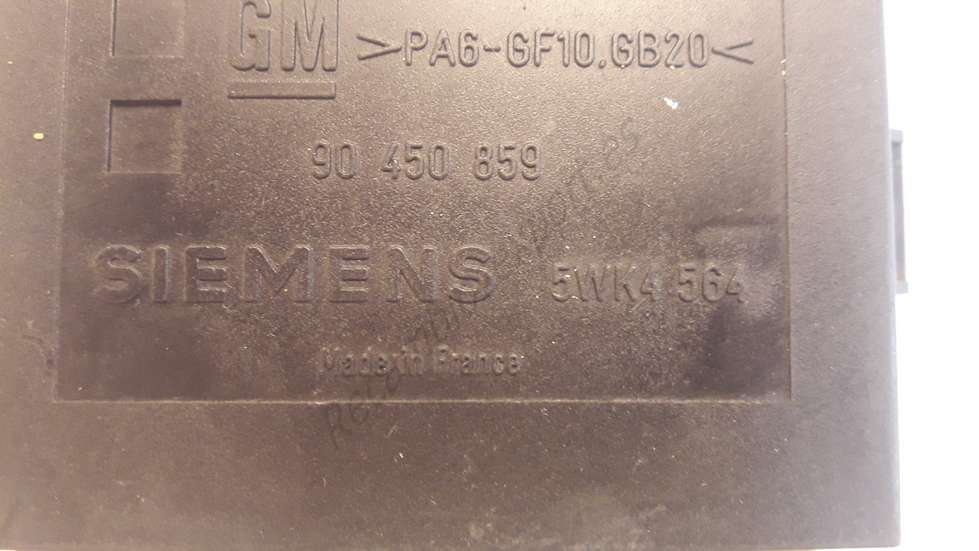 GM >PA6-GF10.GB20<
90 450 859
SIEMENS 5WK4 564
Made in France